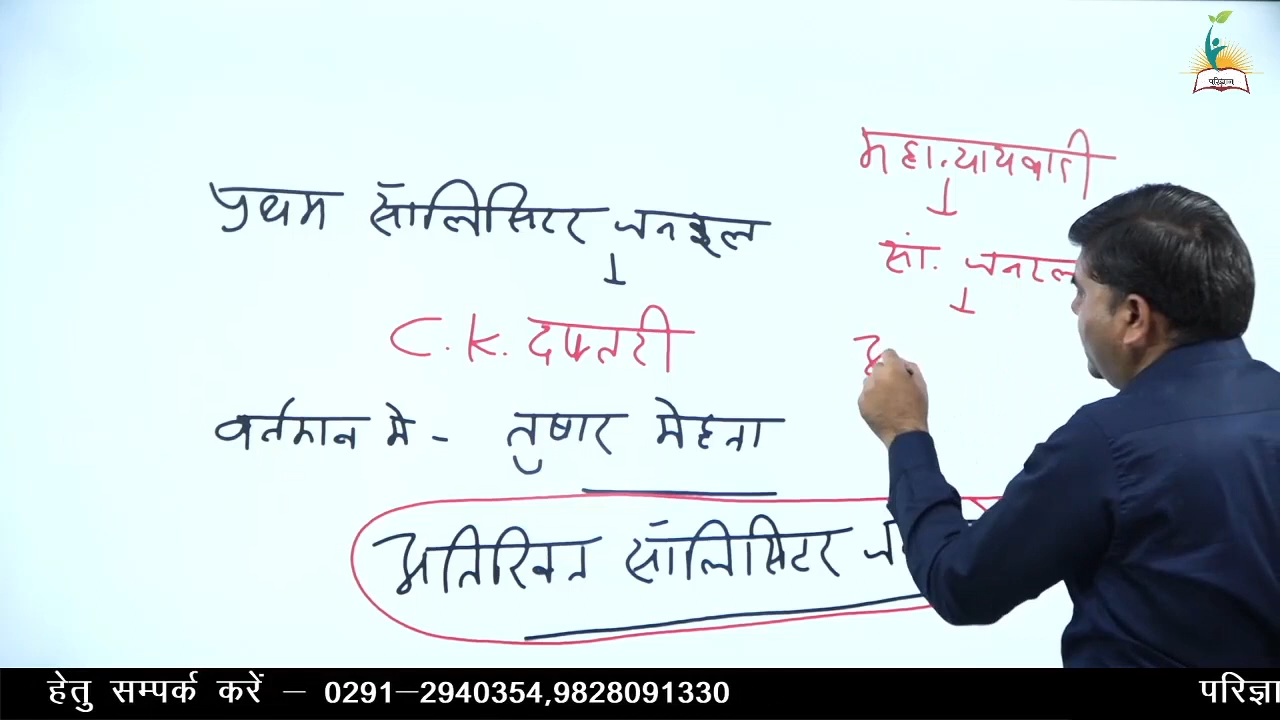 परिज्ञान
महान्यायवादी
प्रथम सॉलिसिटर जनरल
सॉ. जनरल
C.K. दफ्तरी
वर्तमान मे - तुषार मेहता
अतिरिक्त सॉलिसिटर
हेतु सम्पर्क करें – 0291–2940354,9828091330